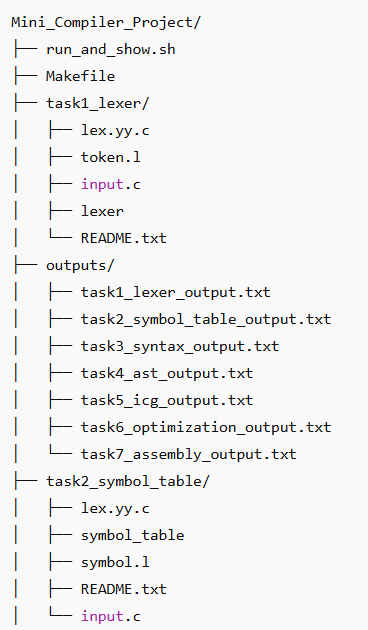 Mini_Compiler_Project/
├── run_and_show.sh
├── Makefile
├── task1_lexer/
│   ├── lex.yy.c
│   ├── token.l
│   ├── input.c
│   ├── lexer
│   └── README.txt
├── outputs/
│   ├── task1_lexer_output.txt
│   ├── task2_symbol_table_output.txt
│   ├── task3_syntax_output.txt
│   ├── task4_ast_output.txt
│   ├── task5_icg_output.txt
│   ├── task6_optimization_output.txt
│   └── task7_assembly_output.txt
├── task2_symbol_table/
│   ├── lex.yy.c
│   ├── symbol_table
│   ├── symbol.l
│   ├── README.txt
│   └── input.c